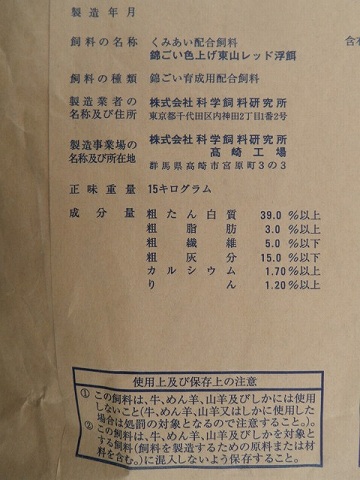 製造年月
飼料の名称 くみあい配合飼料 含有
錦ごい色上げ東山レッド浮餌
飼料の種類 錦ごい育成用配合飼料
製造業者の 株式会社 科学飼料研究所
名称及び住所 東京都千代田区内神田2丁目1番2号
製造事業場の 株式会社 科学飼料研究所
名称及び所在地 高崎工場
群馬県高崎市宮原町3の3
正味重量 15キログラム
成分量 粗たん白質 39.0 %以上
粗脂肪 3.0 %以上
粗繊維 5.0 %以下
粗灰分 15.0 %以下
カルシウム 1.70%以上
りん 1.20%以上
使用上及び保存上の注意
① この飼料は、牛、めん羊、山羊及びしかには使用
しないこと(牛、めん羊、山羊又はしかに使用した
場合は処罰の対象となるので注意すること。)。
② この飼料は、牛、めん羊、山羊及びしかを対象と
する飼料(飼料を製造するための原料又は材
料を含む。)に混入しないよう保存すること。